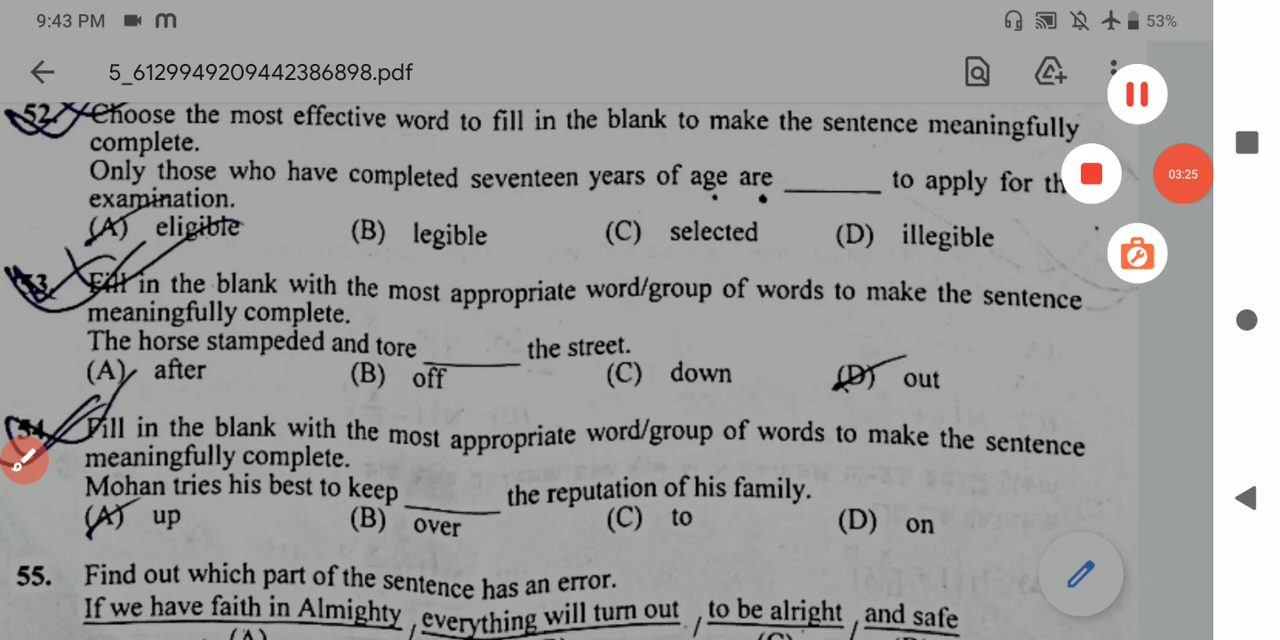 9:43 PM
53%
5_6129949209442386898.pdf
52. Choose the most effective word to fill in the blank to make the sentence meaningfully
complete.
Only those who have completed seventeen years of age are ______ to apply for th
03:25
examination.
(A) eligible (B) legible (C) selected (D) illegible
53. Fill in the blank with the most appropriate word/group of words to make the sentence
meaningfully complete.
The horse stampeded and tore ______ the street.
(A) after (B) off (C) down (D) out
54. Fill in the blank with the most appropriate word/group of words to make the sentence
meaningfully complete.
Mohan tries his best to keep ______ the reputation of his family.
(A) up (B) over (C) to (D) on
55. Find out which part of the sentence has an error.
If we have faith in Almighty / everything will turn out / to be alright / and safe
(A) (C)